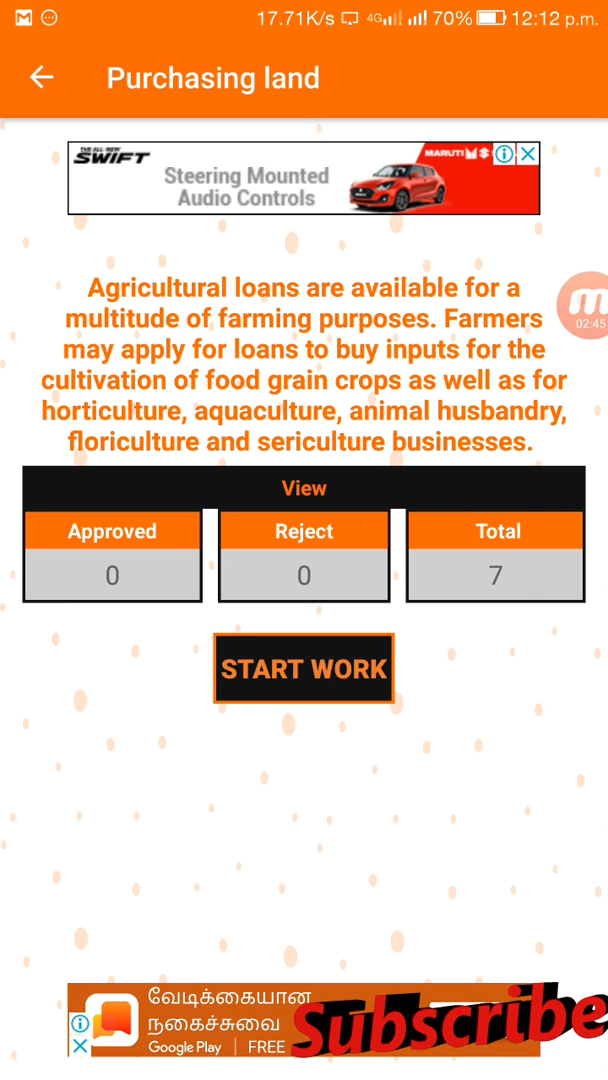 17.71K/s 4G 70% 12:12 p.m.
Purchasing land
THE ALL-NEW
SWIFT
Steering Mounted
Audio Controls
MARUTI
Agricultural loans are available for a
multitude of farming purposes. Farmers
may apply for loans to buy inputs for the
cultivation of food grain crops as well as for
horticulture, aquaculture, animal husbandry,
floriculture and sericulture businesses.
02:45
View
Approved Reject Total
0 0 7
START WORK
வேடிக்கையான
நகைச்சுவை
Google Play | FREE
Subscribe